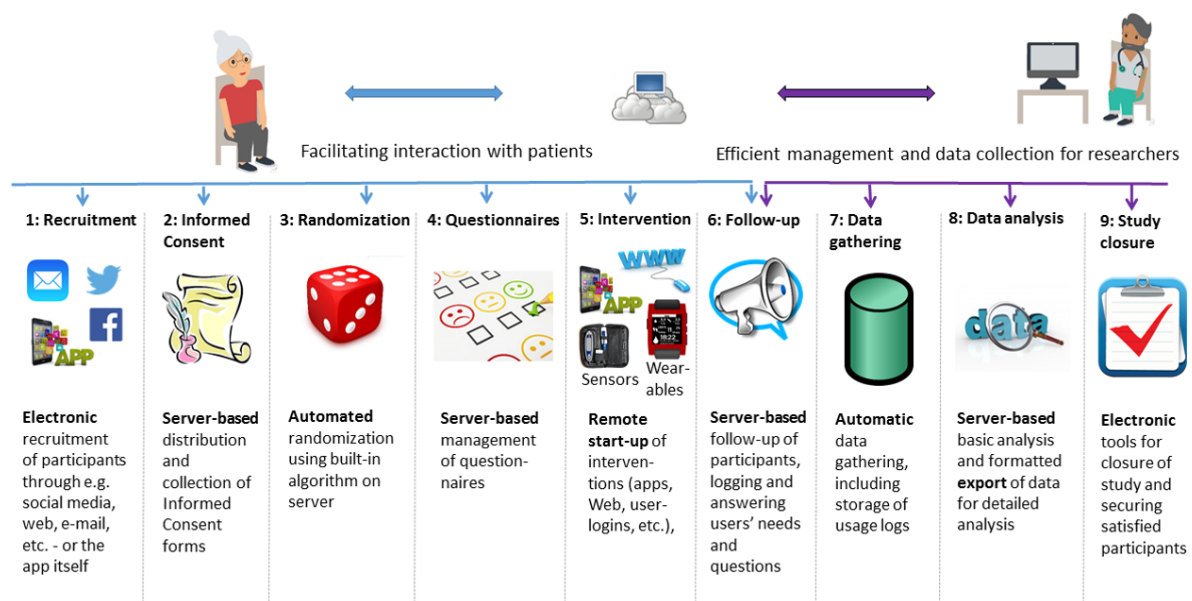 Facilitating interaction with patients
Efficient management and data collection for researchers
1: Recruitment
APP
Electronic
recruitment
of participants
through e.g.
social media,
web, e-mail,
etc. - or the
app itself
2: Informed
Consent
Server-based
distribution
and
collection of
Informed
Consent
forms
3: Randomization
Automated
randomization
using built-in
algorithm on
server
4: Questionnaires
Server-based
management
of question-
naires
5: Intervention
WWW
APP
18:22
Sensors
Wear-
ables
Remote
start-up of
interven-
tions (apps,
Web, user-
logins, etc.),
6: Follow-up
Server-based
follow-up of
participants,
logging and
answering
users’ needs
and
questions
7: Data
gathering
Automatic
data
gathering,
including
storage of
usage logs
8: Data analysis
data
Server-based
basic analysis
and formatted
export of data
for detailed
analysis
9: Study
closure
Electronic
tools for
closure of
study and
securing
satisfied
participants